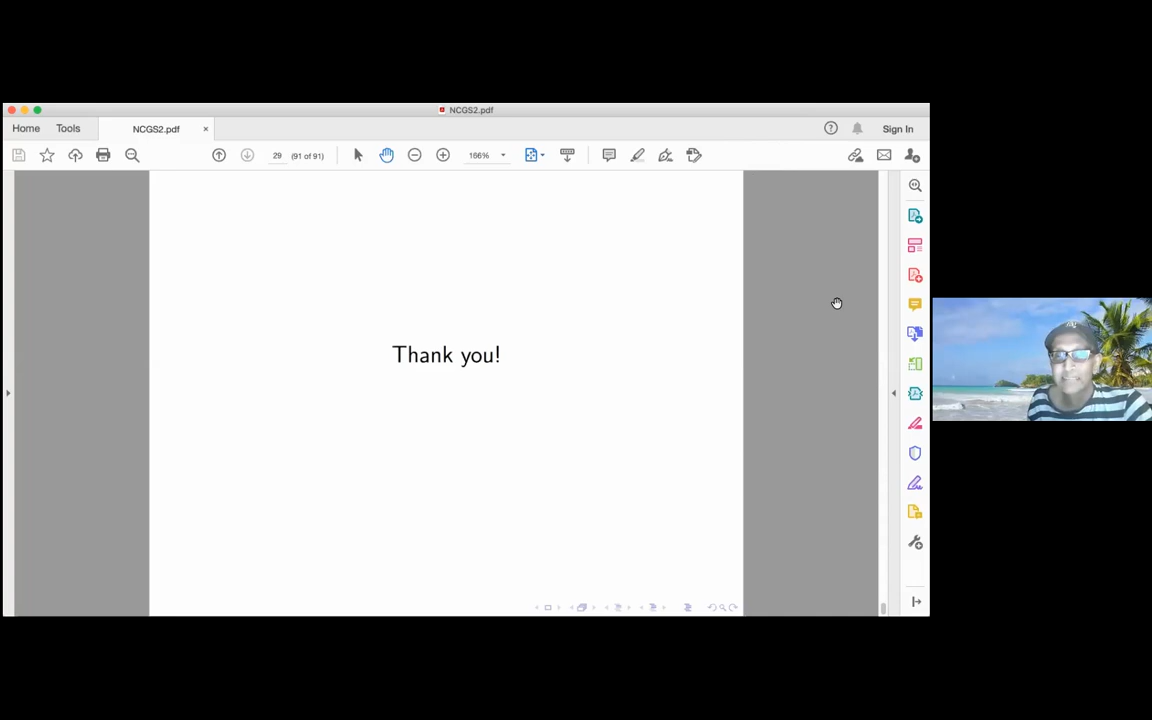 NCGS2.pdf
Home Tools NCGS2.pdf × Sign In
29 (91 of 91) 166%
Thank you!